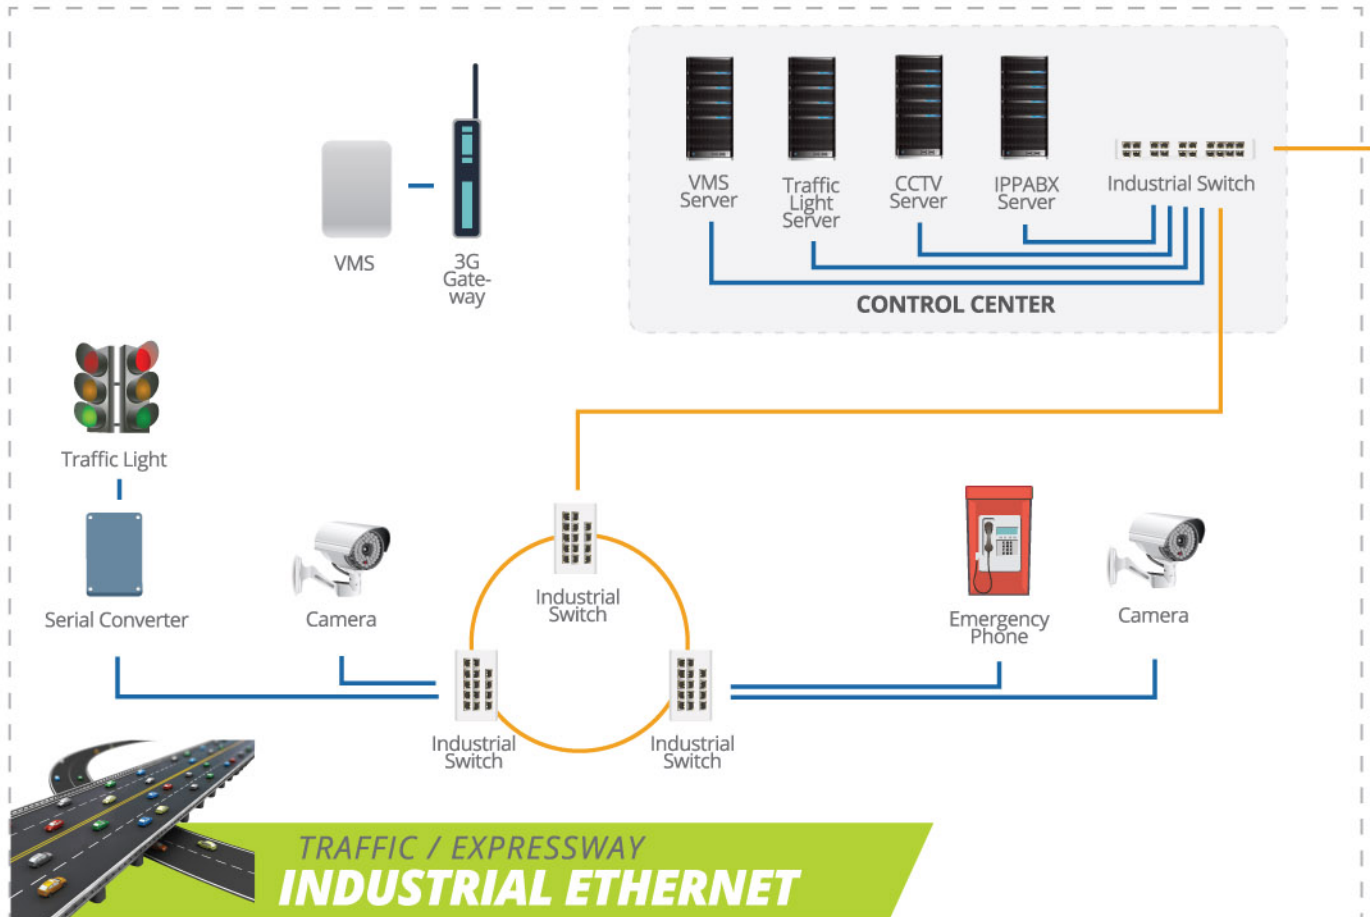 VMS
Server
Traffic
Light
Server
CCTV
Server
IPPABX
Server
Industrial Switch
CONTROL CENTER
VMS
3G
Gate-
way
Traffic Light
Serial Converter
Camera
Industrial
Switch
Emergency
Phone
Camera
Industrial
Switch
Industrial
Switch
TRAFFIC / EXPRESSWAY
INDUSTRIAL ETHERNET